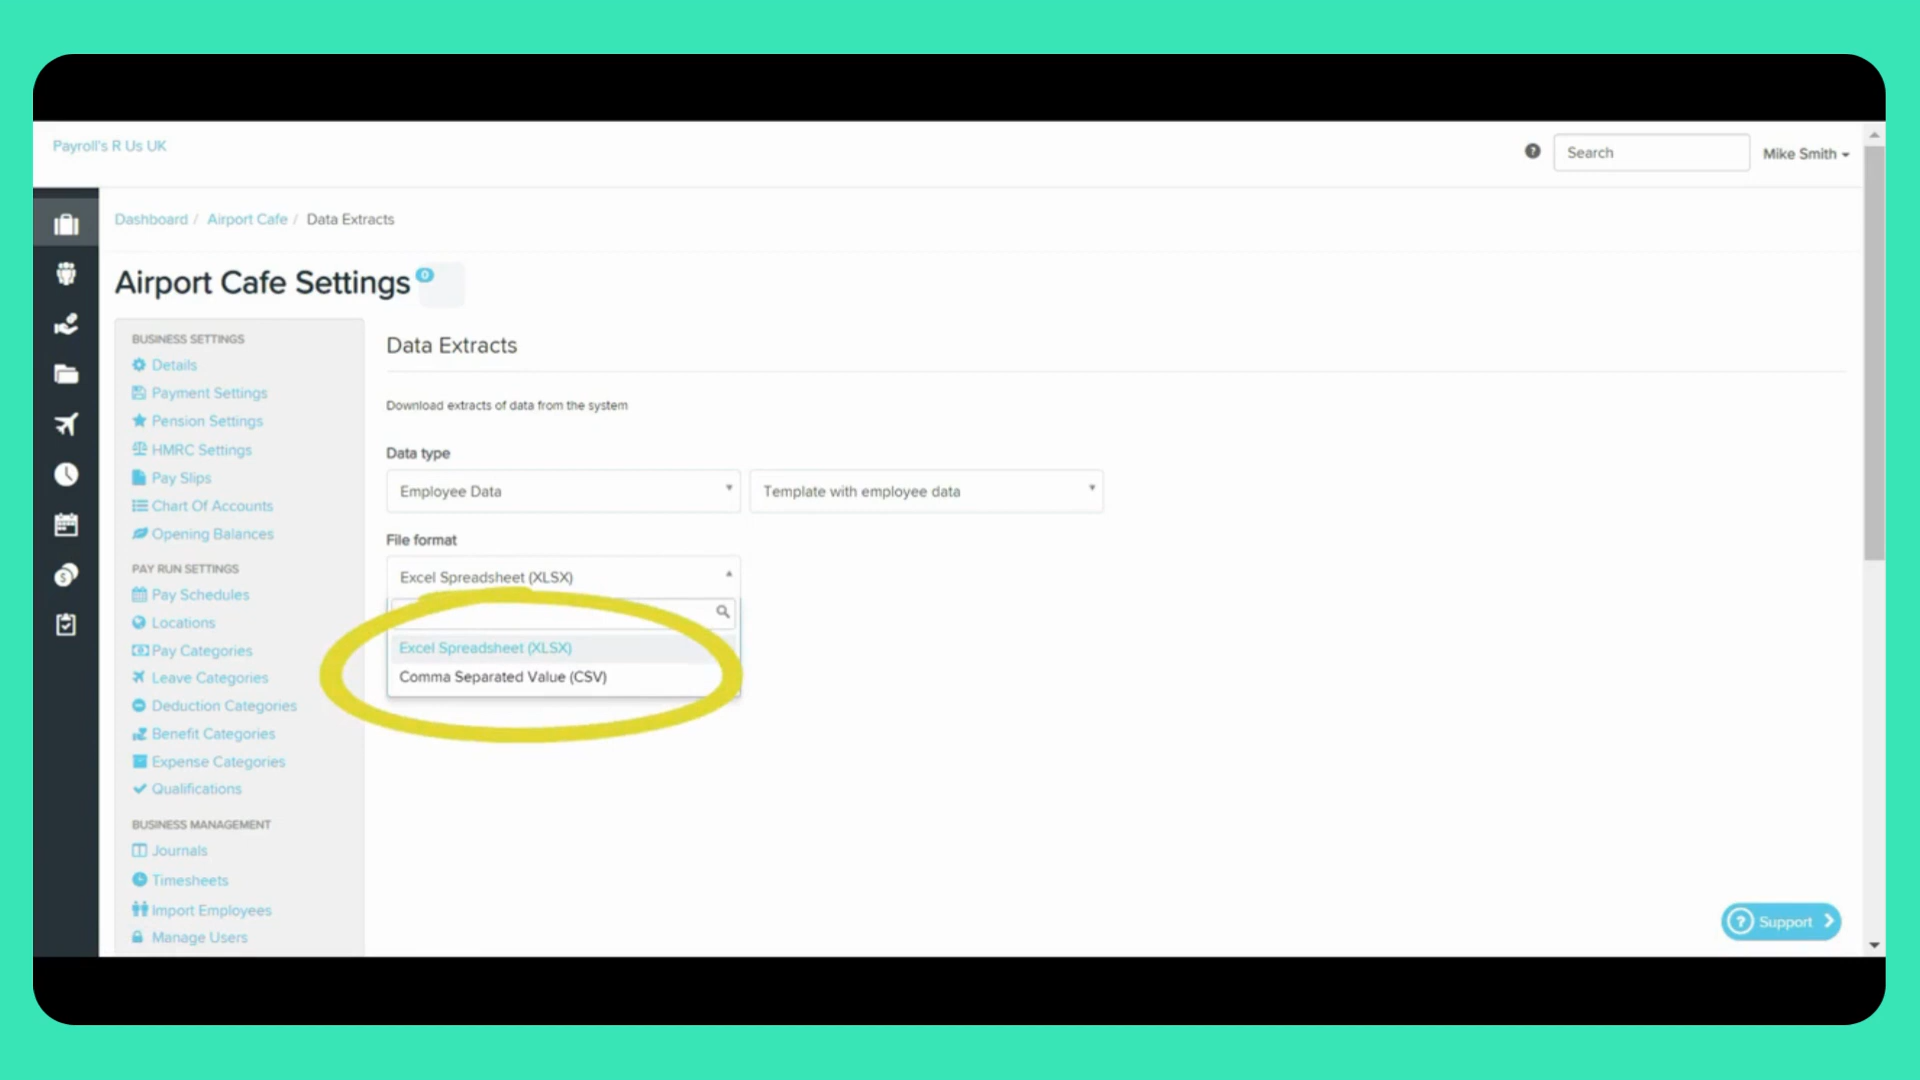 Payroll's R Us UK
Search
Mike Smith
Dashboard / Airport Cafe / Data Extracts
Airport Cafe Settings 0
BUSINESS SETTINGS
Details
Payment Settings
Pension Settings
HMRC Settings
Pay Slips
Chart Of Accounts
Opening Balances
PAY RUN SETTINGS
Pay Schedules
Locations
Pay Categories
Leave Categories
Deduction Categories
Benefit Categories
Expense Categories
Qualifications
BUSINESS MANAGEMENT
Journals
Timesheets
Import Employees
Manage Users
Data Extracts
Download extracts of data from the system
Data type
Employee Data
Template with employee data
File format
Excel Spreadsheet (XLSX)
Excel Spreadsheet (XLSX)
Comma Separated Value (CSV)
Support